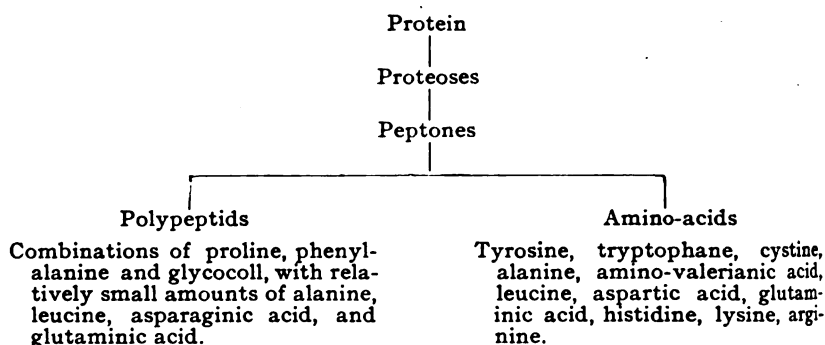 Protein
Proteoses
Peptones
Polypeptids
Combinations of proline, phenyl-
alanine and glycocoll, with rela-
tively small amounts of alanine,
leucine, asparaginic acid, and
glutaminic acid.
Amino-acids
Tyrosine, tryptophane, cystine,
alanine, amino-valerianic acid,
leucine, aspartic acid, glutam-
inic acid, histidine, lysine, argi-
nine.